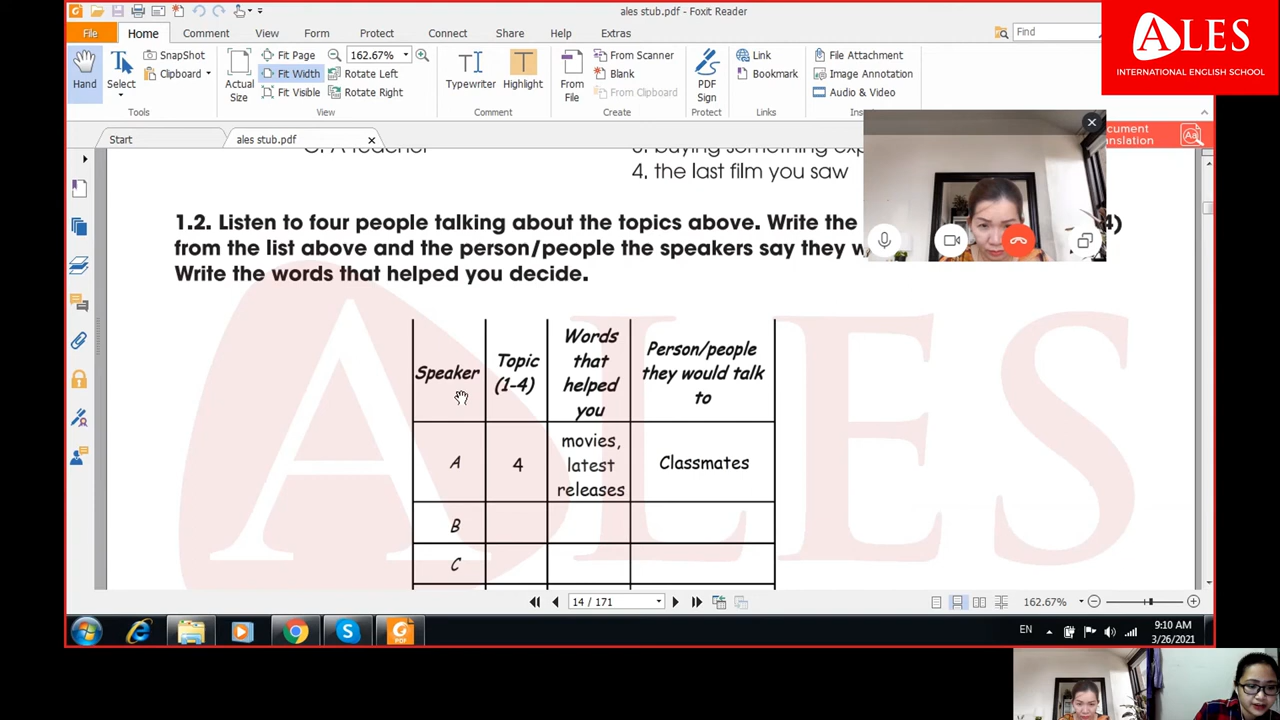 ales stub.pdf - Foxit Reader
File Home Comment View Form Protect Connect Share Help Extras
Find
ALES
INTERNATIONAL ENGLISH SCHOOL
Hand
Select
SnapShot
Clipboard
Tools
Actual Size
Fit Page
Fit Width
Fit Visible
162.67%
Rotate Left
Rotate Right
View
Typewriter
Highlight
Comment
From File
From Scanner
Blank
From Clipboard
Create
PDF Sign
Protect
Link
Bookmark
Links
File Attachment
Image Annotation
Audio & Video
Start
ales stub.pdf
4. the last film you saw
1.2. Listen to four people talking about the topics above. Write the
from the list above and the person/people the speakers say they
Write the words that helped you decide.
Speaker
Topic (1-4)
Words that helped you
Person/people they would talk to
A
4
movies, latest releases
Classmates
B
C
ALES
14 / 171
162.67%
EN
9:10 AM
3/26/2021